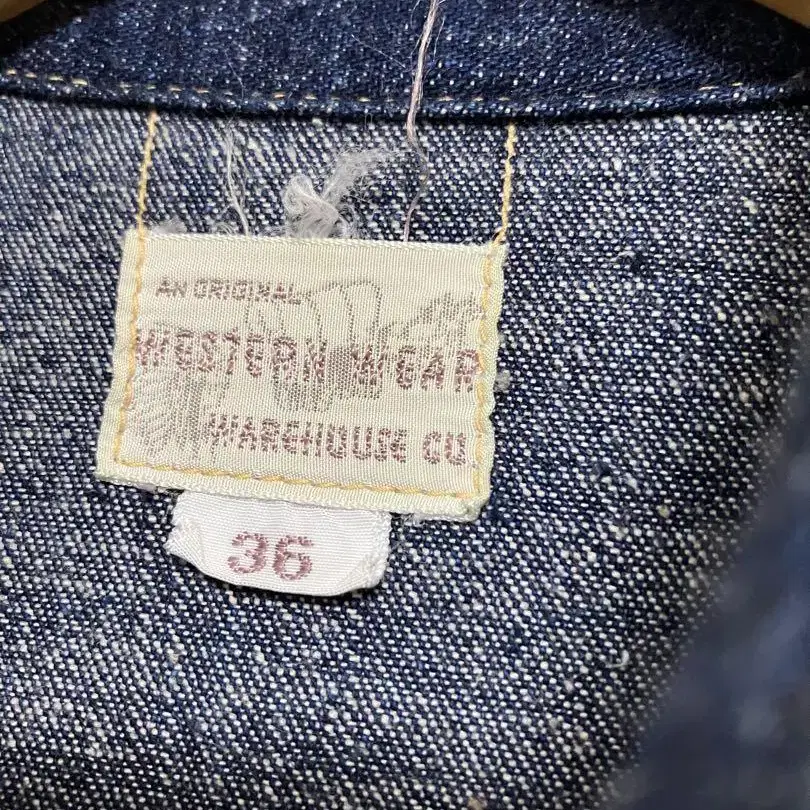 AN ORIGINAL
WESTERN WEAR
WAREHOUSE CO.
36